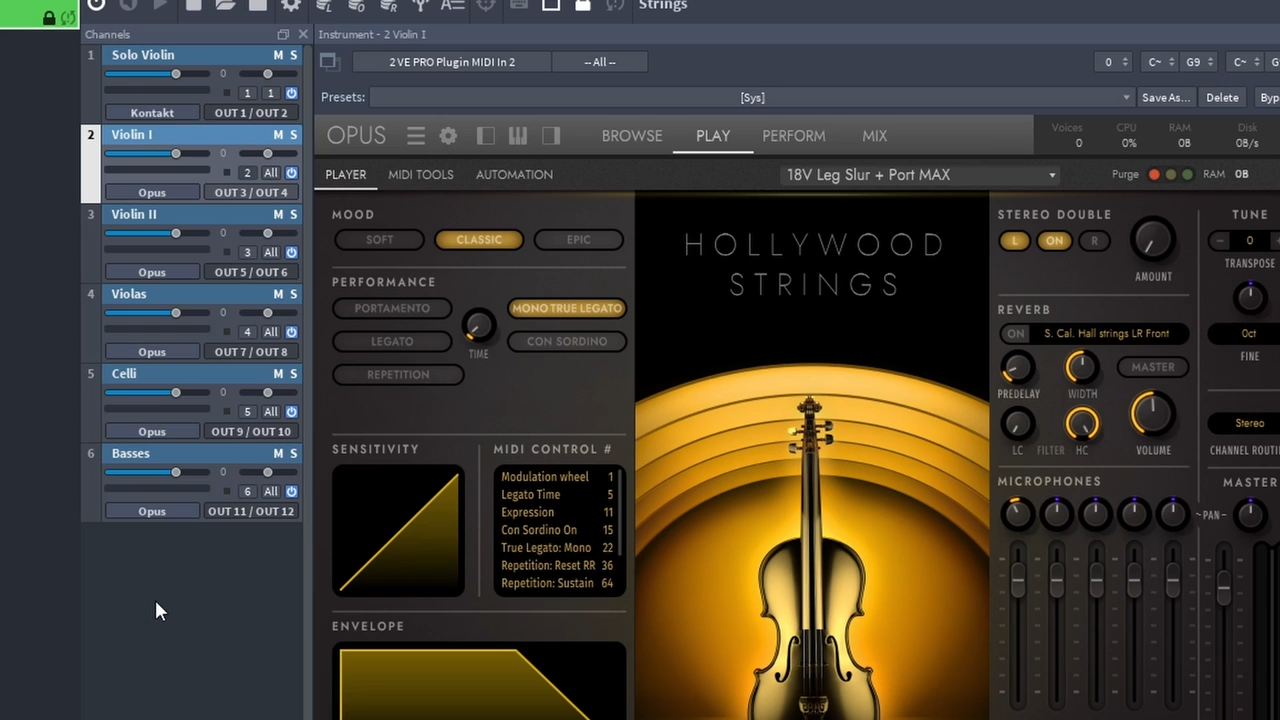 Strings
Channels
Instrument - 2 Violin I
1 Solo Violin M S
0
1 1
Kontakt OUT 1 / OUT 2
2 Violin I M S
0
2 All
Opus OUT 3 / OUT 4
3 Violin II M S
0
3 All
Opus OUT 5 / OUT 6
4 Violas M S
0
4 All
Opus OUT 7 / OUT 8
5 Celli M S
0
5 All
Opus OUT 9 / OUT 10
6 Basses M S
0
6 All
Opus OUT 11 / OUT 12
2 VE PRO Plugin MIDI In 2 -- All -- 0 C~ G9 C~ G
Presets: [Sys] Save As... Delete Byp
OPUS BROWSE PLAY PERFORM MIX
Voices CPU RAM Disk
0 0% 0B 0B/s
PLAYER MIDI TOOLS AUTOMATION 18V Leg Slur + Port MAX Purge RAM 0B
MOOD
SOFT CLASSIC EPIC
PERFORMANCE
PORTAMENTO MONO TRUE LEGATO
LEGATO TIME CON SORDINO
REPETITION
SENSITIVITY
MIDI CONTROL #
Modulation wheel 1
Legato Time 5
Expression 11
Con Sordino On 15
True Legato: Mono 22
Repetition: Reset RR 36
Repetition: Sustain 64
ENVELOPE
HOLLYWOOD
STRINGS
STEREO DOUBLE
L ON R
AMOUNT
REVERB
ON S. Cal. Hall strings LR Front
PREDELAY WIDTH MASTER
LC FILTER HC VOLUME
MICROPHONES
~PAN~
TUNE
0
TRANSPOSE
0ct
FINE
Stereo
CHANNEL ROUTI
MASTER